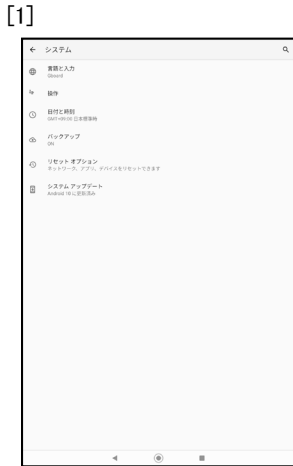 [1]
システム
言語と入力
Gboard
操作
日付と時刻
GMT+09:00 日本標準時
バックアップ
ON
リセット オプション
ネットワーク、アプリ、デバイスをリセットできます
システム アップデート
Android 10 に更新済み